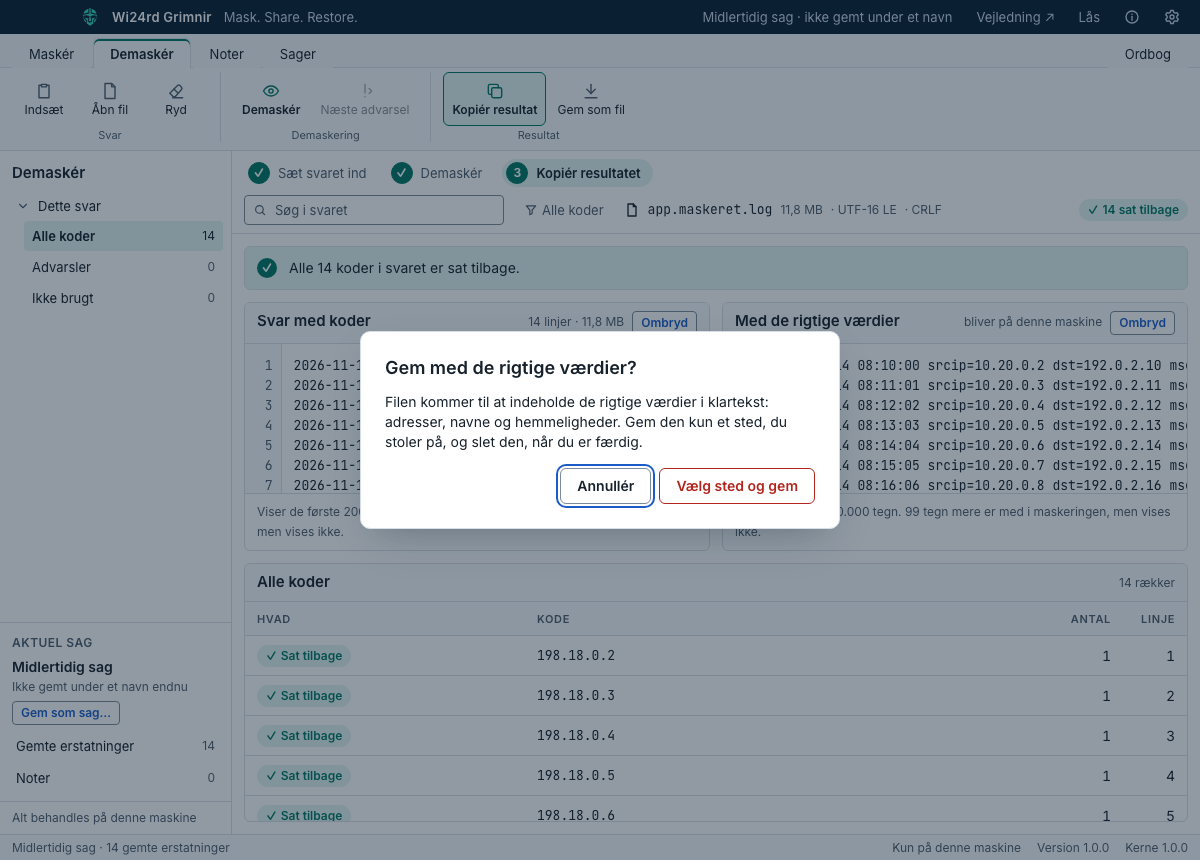 Wi24rd Grimnir Mask. Share. Restore. Midlertidig sag · ikke gemt under et navn Vejledning ↗ Lås
Maskér Demaskér Noter Sager Ordbog
Indsæt Åbn fil Ryd Demaskér Næste advarsel Kopiér resultat Gem som fil
Svar Demaskering Resultat
Demaskér
Dette svar
Alle koder 14
Advarsler 0
Ikke brugt 0
Sæt svaret ind Demaskér 3 Kopiér resultatet
Søg i svaret Alle koder app.maskeret.log 11,8 MB · UTF-16 LE · CRLF 14 sat tilbage
Alle 14 koder i svaret er sat tilbage.
Svar med koder 14 linjer · 11,8 MB Ombryd
Med de rigtige værdier bliver på denne maskine Ombryd
1 2026-11-1
2 2026-11-1
3 2026-11-1
4 2026-11-1
5 2026-11-1
6 2026-11-1
7 2026-11-1
Viser de første 200
men vises ikke.
4 08:10:00 srcip=10.20.0.2 dst=192.0.2.10 ms
4 08:11:01 srcip=10.20.0.3 dst=192.0.2.11 ms
4 08:12:02 srcip=10.20.0.4 dst=192.0.2.12 ms
4 08:13:03 srcip=10.20.0.5 dst=192.0.2.13 ms
4 08:14:04 srcip=10.20.0.6 dst=192.0.2.14 ms
4 08:15:05 srcip=10.20.0.7 dst=192.0.2.15 ms
4 08:16:06 srcip=10.20.0.8 dst=192.0.2.16 ms
0.000 tegn. 99 tegn mere er med i maskeringen, men vises
ikke.
Gem med de rigtige værdier?
Filen kommer til at indeholde de rigtige værdier i klartekst:
adresser, navne og hemmeligheder. Gem den kun et sted, du
stoler på, og slet den, når du er færdig.
Annullér Vælg sted og gem
Alle koder 14 rækker
HVAD KODE ANTAL LINJE
Sat tilbage 198.18.0.2 1 1
Sat tilbage 198.18.0.3 1 2
Sat tilbage 198.18.0.4 1 3
Sat tilbage 198.18.0.5 1 4
Sat tilbage 198.18.0.6 1 5
AKTUEL SAG
Midlertidig sag
Ikke gemt under et navn endnu
Gem som sag...
Gemte erstatninger 14
Noter 0
Alt behandles på denne maskine
Midlertidig sag · 14 gemte erstatninger Kun på denne maskine Version 1.0.0 Kerne 1.0.0